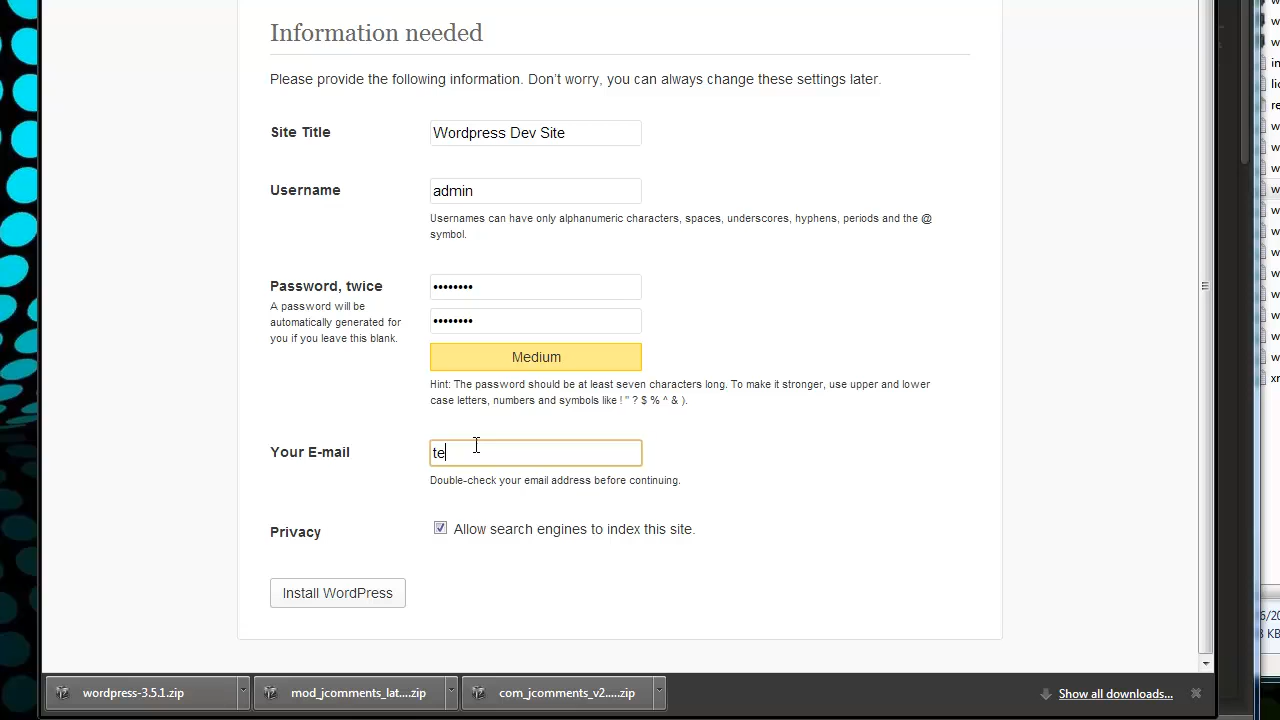 Information needed
Please provide the following information. Don't worry, you can always change these settings later.
Site Title
Wordpress Dev Site
Username
admin
Usernames can have only alphanumeric characters, spaces, underscores, hyphens, periods and the @
symbol.
Password, twice
A password will be
automatically generated for
you if you leave this blank.
••••••••
••••••••
Medium
Hint: The password should be at least seven characters long. To make it stronger, use upper and lower
case letters, numbers and symbols like ! " ? $ % ^ & ).
Your E-mail
te
Double-check your email address before continuing.
Privacy
Allow search engines to index this site.
Install WordPress
wordpress-3.5.1.zip
mod_jcomments_lat....zip
com_jcomments_v2.....zip
Show all downloads...